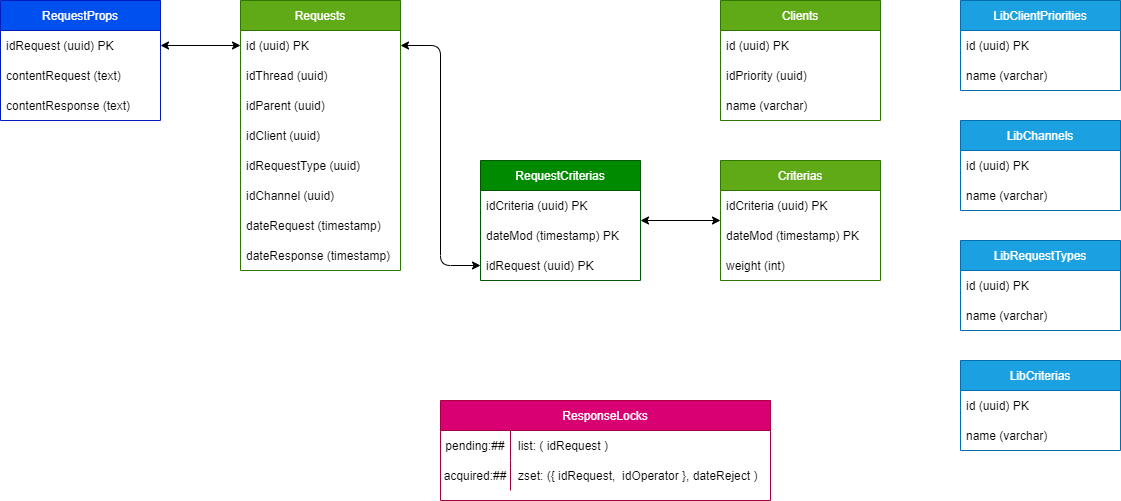 RequestProps
idRequest (uuid) PK
contentRequest (text)
contentResponse (text)
Requests
id (uuid) PK
idThread (uuid)
idParent (uuid)
idClient (uuid)
idRequestType (uuid)
idChannel (uuid)
dateRequest (timestamp)
dateResponse (timestamp)
RequestCriterias
idCriteria (uuid) PK
dateMod (timestamp) PK
idRequest (uuid) PK
Clients
id (uuid) PK
idPriority (uuid)
name (varchar)
Criterias
idCriteria (uuid) PK
dateMod (timestamp) PK
weight (int)
LibClientPriorities
id (uuid) PK
name (varchar)
LibChannels
id (uuid) PK
name (varchar)
LibRequestTypes
id (uuid) PK
name (varchar)
LibCriterias
id (uuid) PK
name (varchar)
ResponseLocks
pending:## list: ( idRequest )
acquired:## zset: ({ idRequest, idOperator }, dateReject )